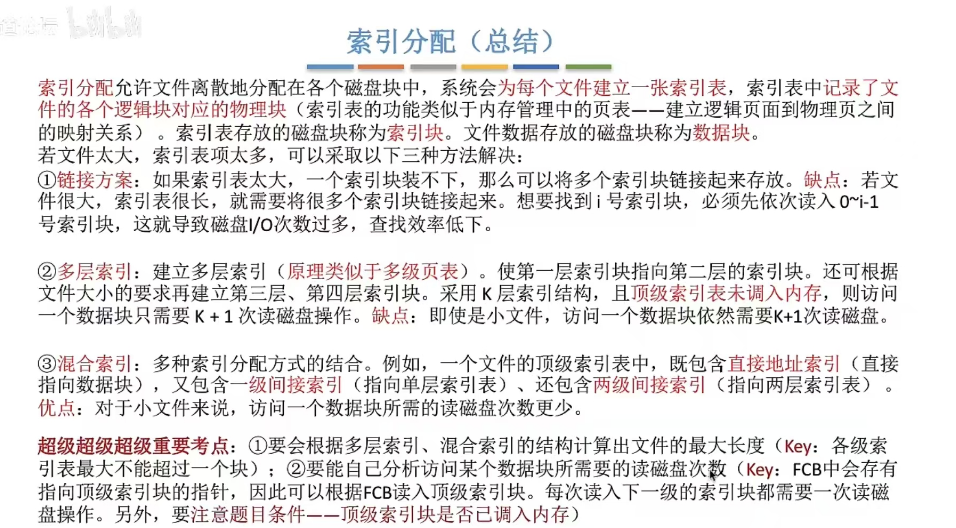 bilibili
索引分配（总结）
索引分配允许文件离散地分配在各个磁盘块中，系统会为每个文件建立一张索引表，索引表中记录了文
件的各个逻辑块对应的物理块（索引表的功能类似于内存管理中的页表——建立逻辑页面到物理页之间
的映射关系）。索引表存放的磁盘块称为索引块。文件数据存放的磁盘块称为数据块。
若文件太大，索引表项太多，可以采取以下三种方法解决：
①链接方案：如果索引表太大，一个索引块装不下，那么可以将多个索引块链接起来存放。缺点：若文
件很大，索引表很长，就需要将很多个索引块链接起来。想要找到 i 号索引块，必须先依次读入 0~i-1
号索引块，这就导致磁盘I/O次数过多，查找效率低下。
②多层索引：建立多层索引（原理类似于多级页表）。使第一层索引块指向第二层的索引块。还可根据
文件大小的要求再建立第三层、第四层索引块。采用 K 层索引结构，且顶级索引表未调入内存，则访问
一个数据块只需要 K + 1 次读磁盘操作。缺点：即使是小文件，访问一个数据块依然需要K+1次读磁盘。
③混合索引：多种索引分配方式的结合。例如，一个文件的顶级索引表中，既包含直接地址索引（直接
指向数据块），又包含一级间接索引（指向单层索引表）、还包含两级间接索引（指向两层索引表）。
优点：对于小文件来说，访问一个数据块所需的读磁盘次数更少。
超级超级超级重要考点：①要会根据多层索引、混合索引的结构计算出文件的最大长度（Key：各级索
引表最大不能超过一个块）；②要能自己分析访问某个数据块所需要的读磁盘次数（Key：FCB中会存有
指向顶级索引块的指针，因此可以根据FCB读入顶级索引块。每次读入下一级的索引块都需要一次读磁
盘操作。另外，要注意题目条件——顶级索引块是否已调入内存）